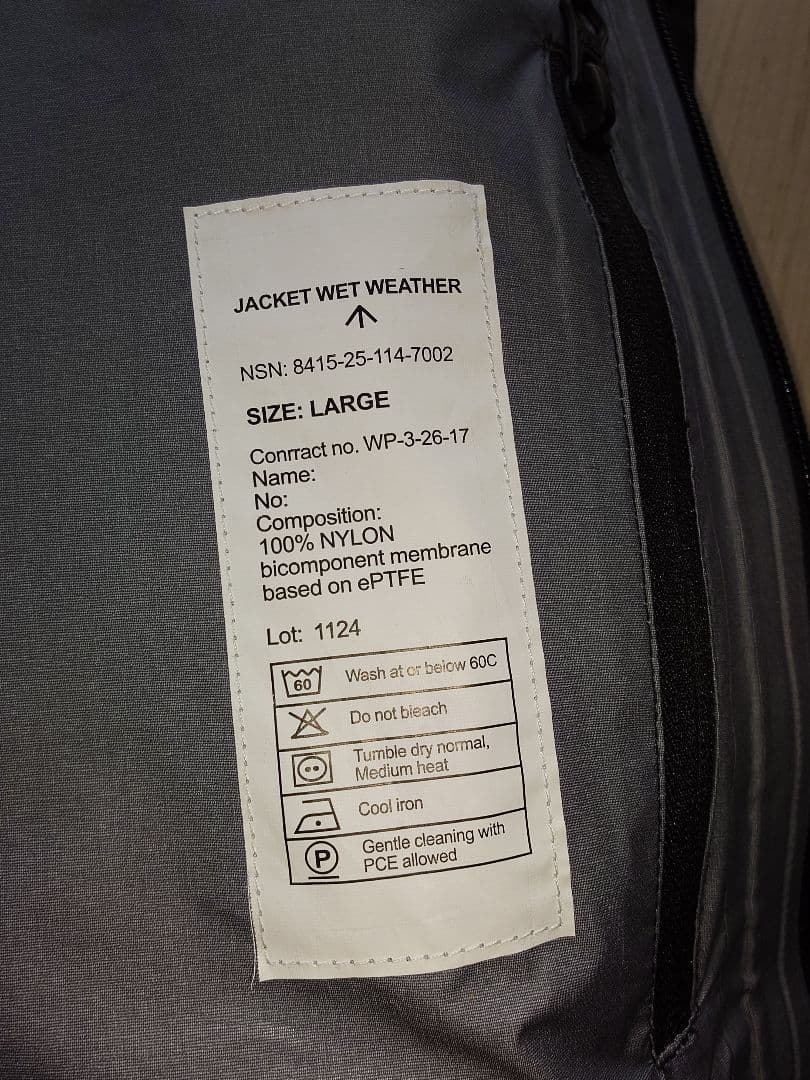 JACKET WET WEATHER
NSN: 8415-25-114-7002
SIZE: LARGE
Conrract no. WP-3-26-17
Name:
No:
Composition:
100% NYLON
bicomponent membrane
based on ePTFE
Lot: 1124
60 Wash at or below 60C
Do not bleach
Tumble dry normal,
Medium heat
Cool iron
P Gentle cleaning with
PCE allowed